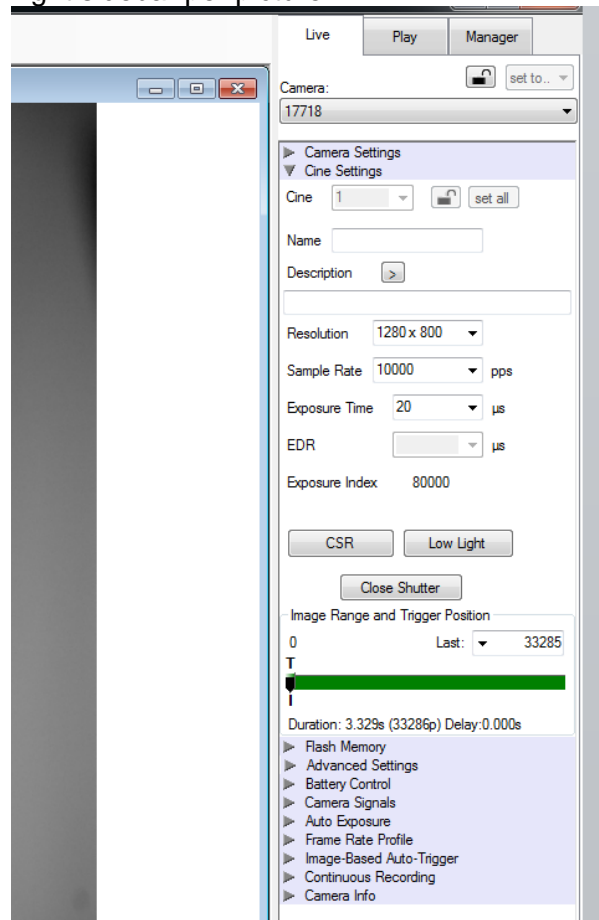 Live Play Manager
Camera: set to..
17718
Camera Settings
Cine Settings
Cine 1 set all
Name
Description >
Resolution 1280 x 800
Sample Rate 10000 pps
Exposure Time 20 µs
EDR µs
Exposure Index 80000
CSR Low Light
Close Shutter
Image Range and Trigger Position
0 Last: 33285
T
I
Duration: 3.329s (33286p) Delay:0.000s
Flash Memory
Advanced Settings
Battery Control
Camera Signals
Auto Exposure
Frame Rate Profile
Image-Based Auto-Trigger
Continuous Recording
Camera Info